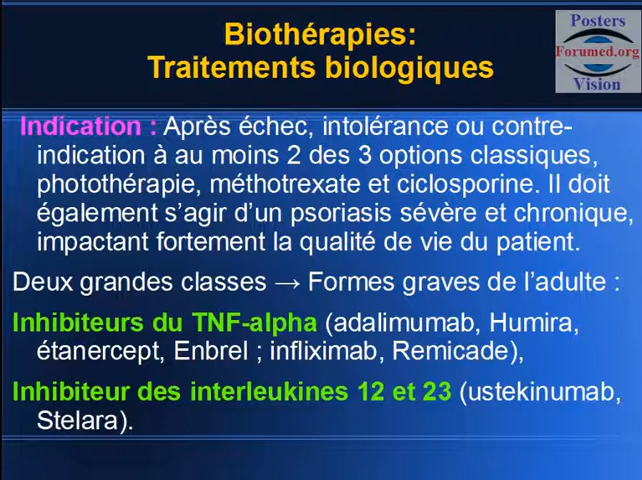 Biothérapies:
Traitements biologiques
Posters
Forumed.org
Vision
Indication : Après échec, intolérance ou contre-
indication à au moins 2 des 3 options classiques,
photothérapie, méthotrexate et ciclosporine. Il doit
également s’agir d’un psoriasis sévère et chronique,
impactant fortement la qualité de vie du patient.
Deux grandes classes → Formes graves de l’adulte :
Inhibiteurs du TNF-alpha (adalimumab, Humira,
étanercept, Enbrel ; infliximab, Remicade),
Inhibiteur des interleukines 12 et 23 (ustekinumab,
Stelara).